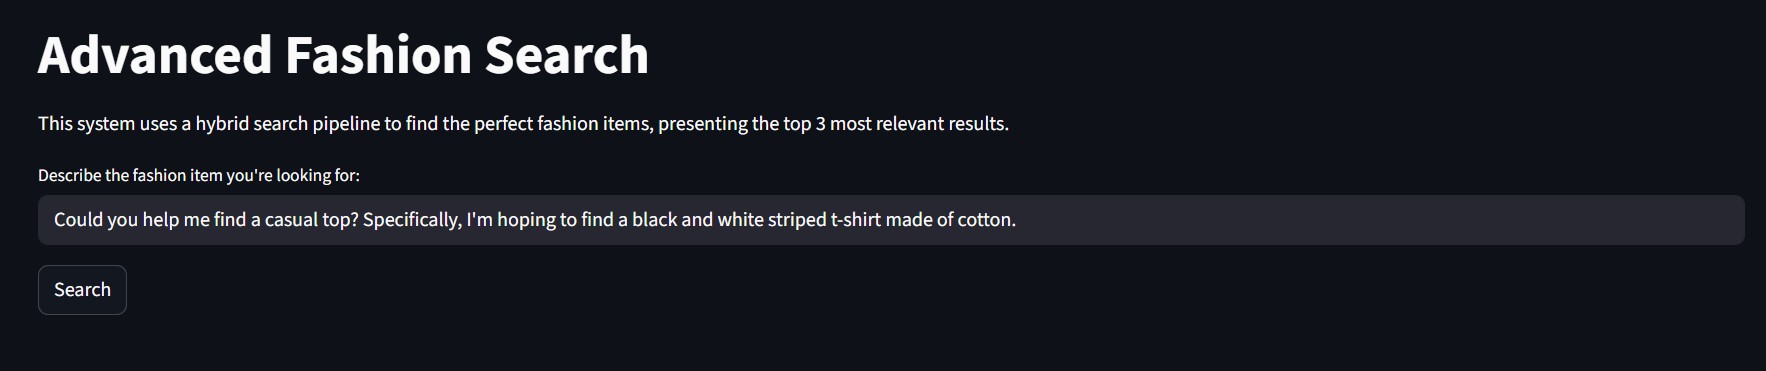 Advanced Fashion Search
This system uses a hybrid search pipeline to find the perfect fashion items, presenting the top 3 most relevant results.
Describe the fashion item you're looking for:
Could you help me find a casual top? Specifically, I'm hoping to find a black and white striped t-shirt made of cotton.
Search